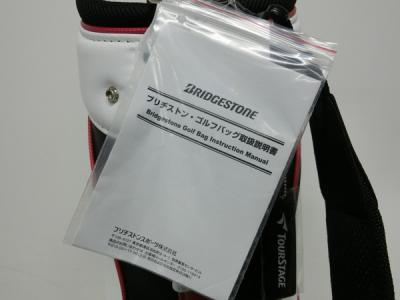 BRIDGESTONE
ブリヂストン・ゴルフバッグ取扱説明書
Bridgestone Golf Bag Instruction Manual
ブリヂストンスポーツ株式会社
TOURSTAGE